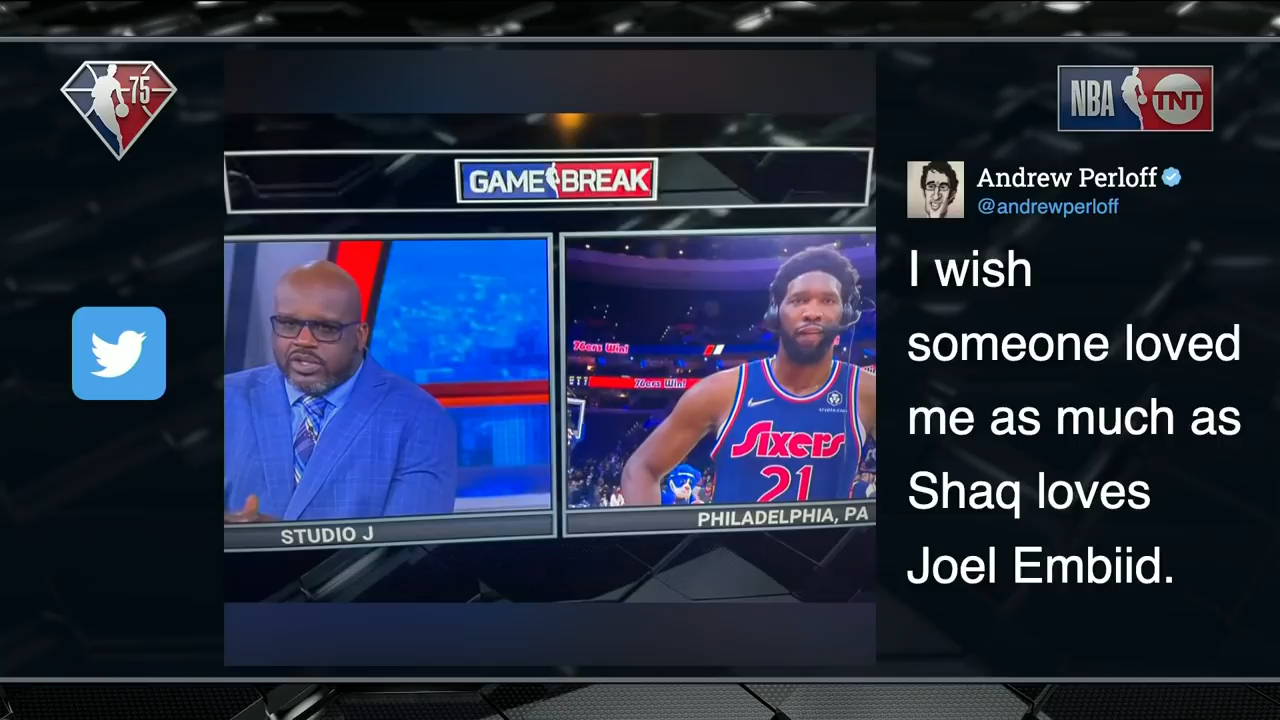 75
NBA TNT
GAME BREAK
Andrew Perloff
@andrewperloff
I wish
someone loved
me as much as
Shaq loves
Joel Embiid.
76ers Win!
76ers Win!
SIXERS
21
STUDIO J
PHILADELPHIA, PA